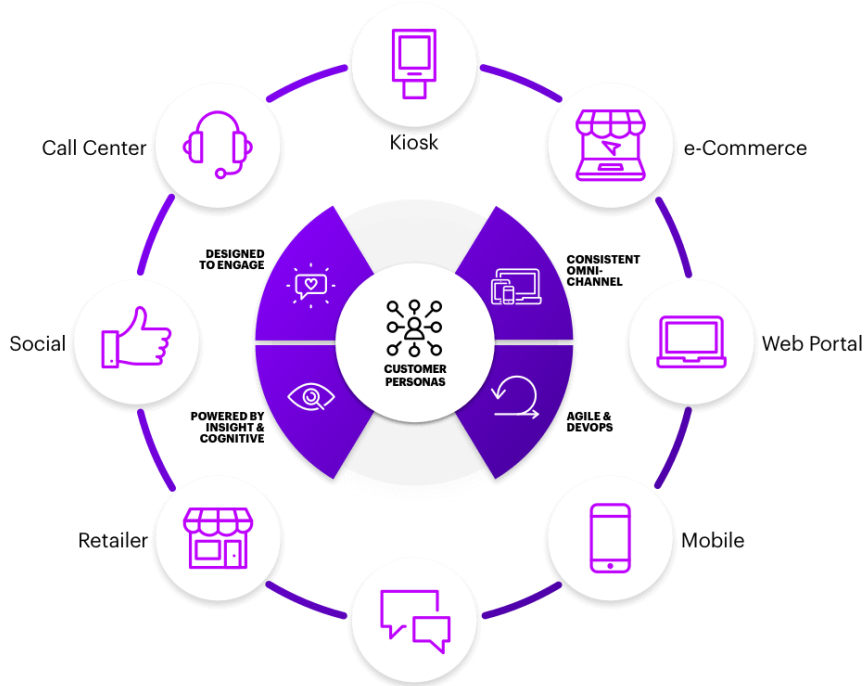 Kiosk
Call Center
e-Commerce
DESIGNED
TO ENGAGE
CONSISTENT
OMNI-
CHANNEL
Social
CUSTOMER
PERSONAS
Web Portal
POWERED BY
INSIGHT &
COGNITIVE
AGILE &
DEVOPS
Retailer
Mobile